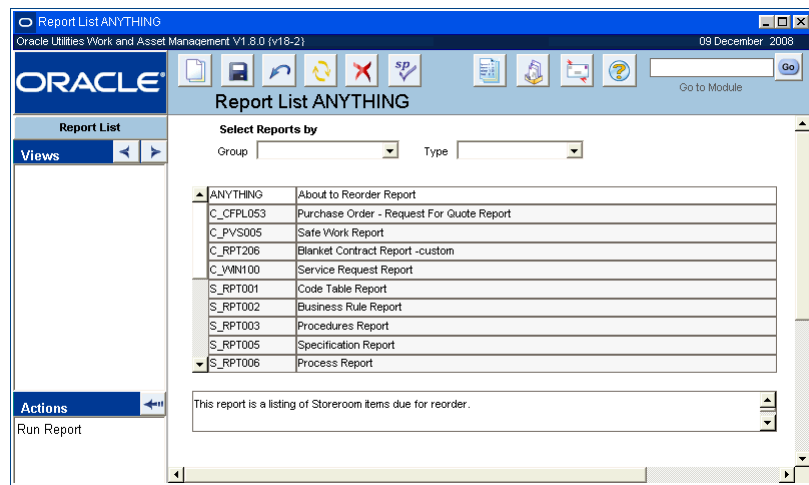 Report List ANYTHING
Oracle Utilities Work and Asset Management V1.8.0 {v18-2} 09 December 2008
ORACLE®
sp
Go
Go to Module
Report List ANYTHING
Report List
Views
Select Reports by
Group Type
ANYTHING About to Reorder Report
C_CFPL053 Purchase Order - Request For Quote Report
C_PVS005 Safe Work Report
C_RPT206 Blanket Contract Report -custom
C_WIN100 Service Request Report
S_RPT001 Code Table Report
S_RPT002 Business Rule Report
S_RPT003 Procedures Report
S_RPT005 Specification Report
S_RPT006 Process Report
This report is a listing of Storeroom items due for reorder.
Actions
Run Report